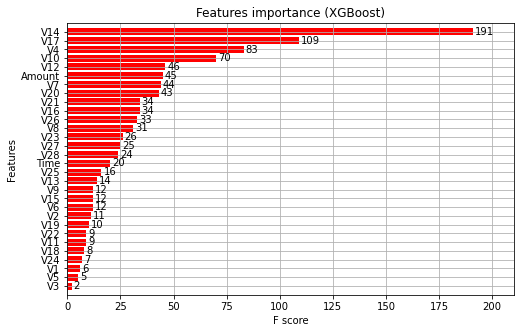 Features importance (XGBoost)
Features
V14 191
V17 109
V4 83
V10 70
V12 46
Amount 45
V7 44
V20 43
V21 34
V16 34
V26 33
V8 31
V23 26
V27 25
V28 24
Time 20
V25 16
V13 14
V9 12
V15 12
V6 12
V2 11
V19 10
V22 9
V11 9
V18 8
V24 7
V1 6
V5 5
V3 2
0 25 50 75 100 125 150 175 200
F score